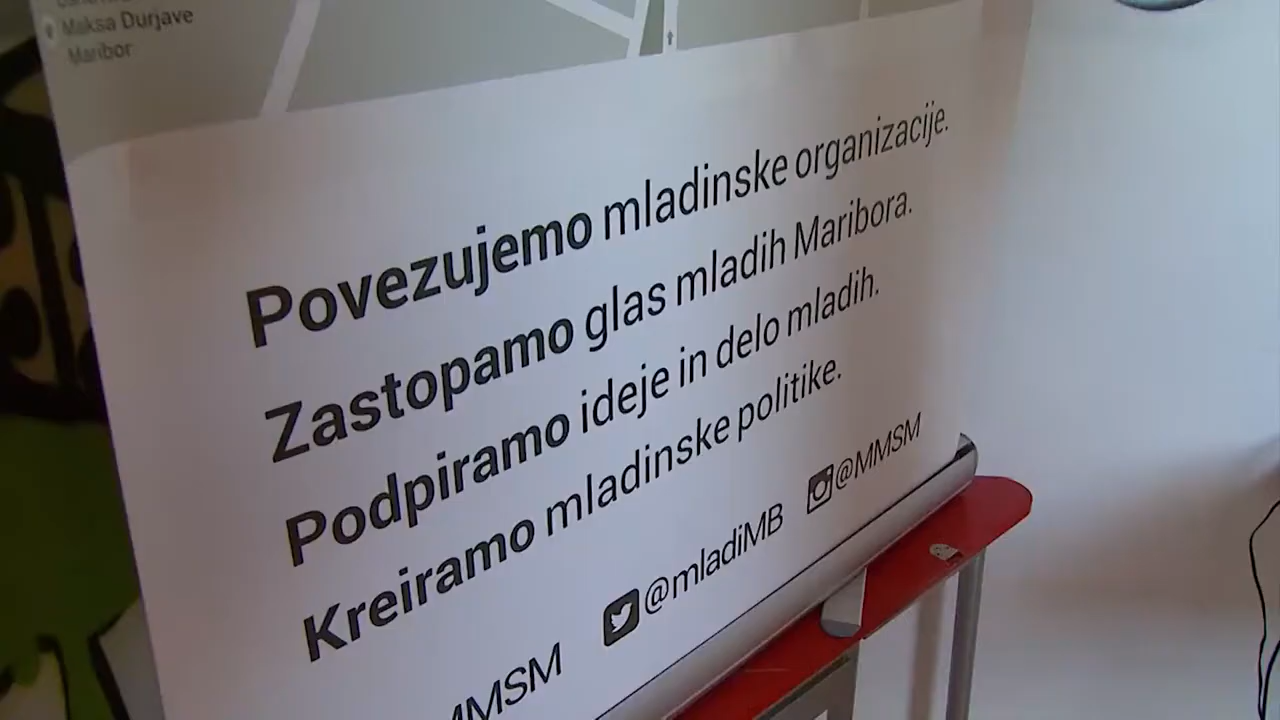 Maksa Durjave
Maribor
Povezujemo mladinske organizacije.
Zastopamo glas mladih Maribora.
Podpiramo ideje in delo mladih.
Kreiramo mladinske politike.
MMSM @mladiMB @MMSM